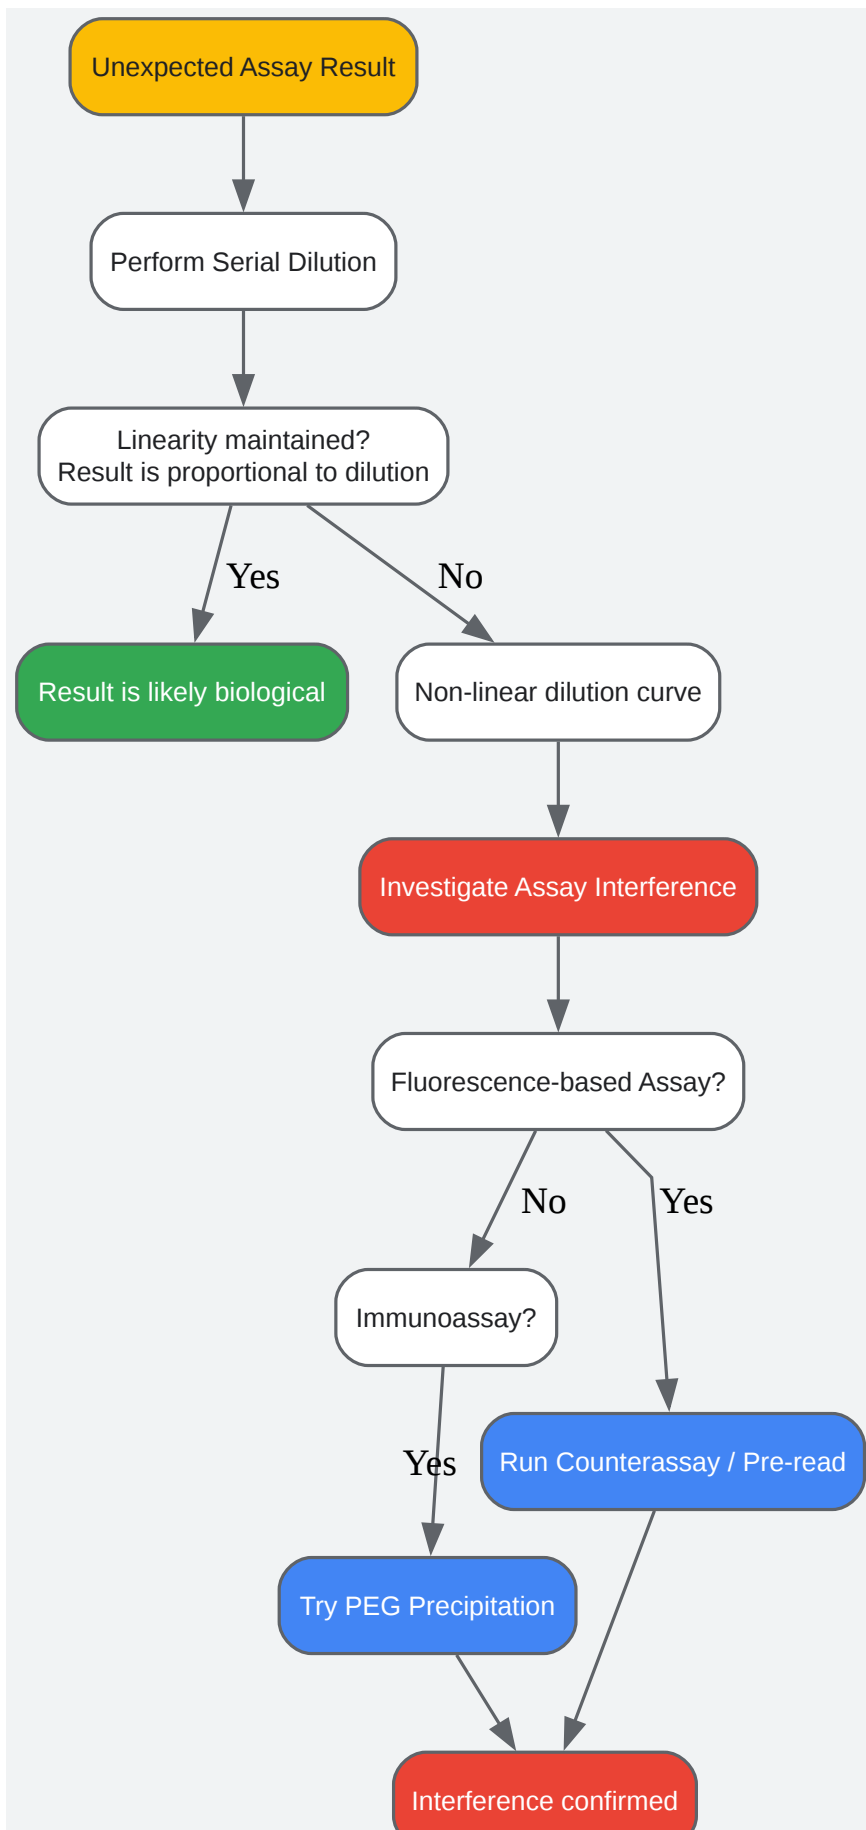 Unexpected Assay Result
Perform Serial Dilution
Linearity maintained?
Result is proportional to dilution
Yes
No
Result is likely biological
Non-linear dilution curve
Investigate Assay Interference
Fluorescence-based Assay?
No
Yes
Immunoassay?
Yes
Run Counterassay / Pre-read
Try PEG Precipitation
Interference confirmed